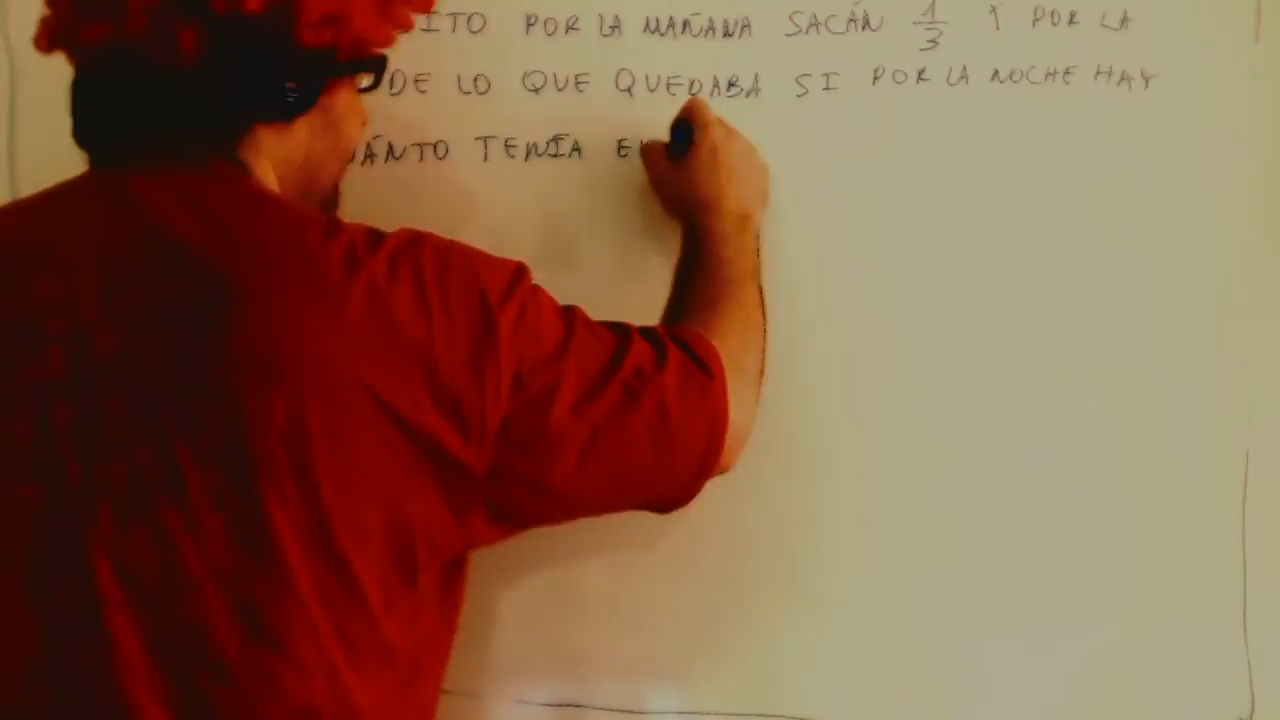 ITO POR LA MAÑANA SACÁN 1/3 Y POR LA
DE LO QUE QUEDABA SI POR LA NOCHE HAY
ÁNTO TENÍA